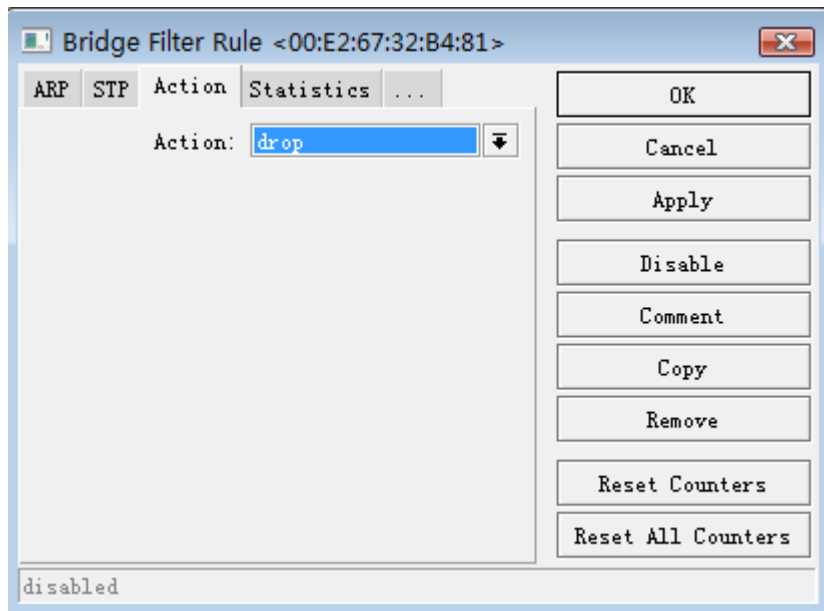 Bridge Filter Rule <00:E2:67:32:B4:81>
ARP STP Action Statistics ...
Action: drop
OK
Cancel
Apply
Disable
Comment
Copy
Remove
Reset Counters
Reset All Counters
disabled